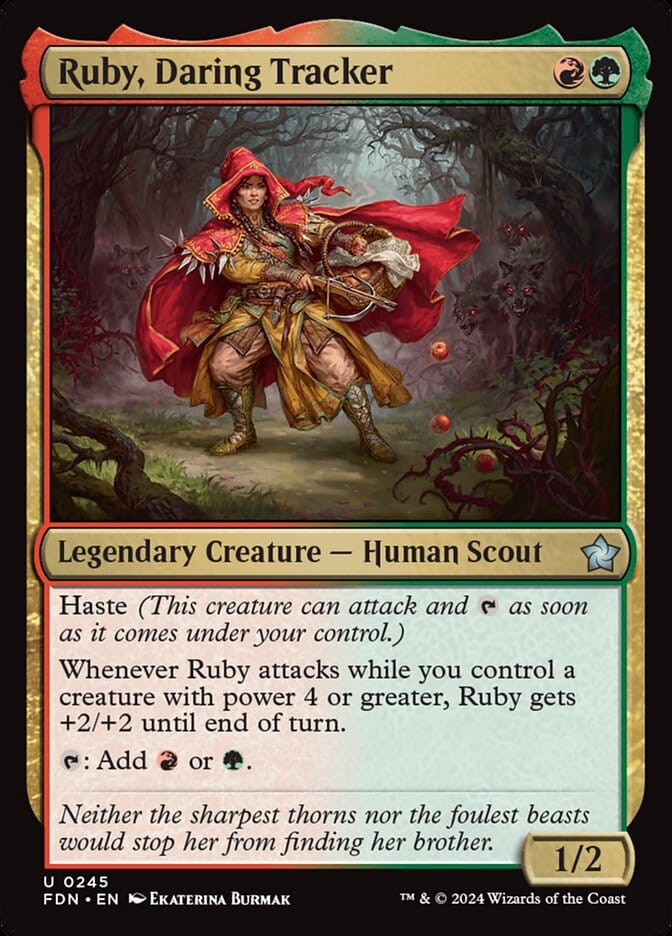 Ruby, Daring Tracker
Legendary Creature — Human Scout
Haste (This creature can attack and as soon
as it comes under your control.)
Whenever Ruby attacks while you control a
creature with power 4 or greater, Ruby gets
+2/+2 until end of turn.
: Add or .
Neither the sharpest thorns nor the foulest beasts
would stop her from finding her brother.
1/2
U 0245
FDN • EN Ekaterina Burmak
™ & © 2024 Wizards of the Coast